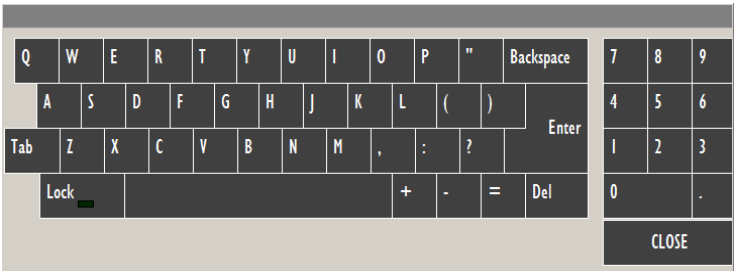 Q W E R T Y U I O P " Backspace 7 8 9
A S D F G H J K L ( ) Enter 4 5 6
Tab Z X C V B N M , : ? 1 2 3
Lock + - = Del 0 .
CLOSE